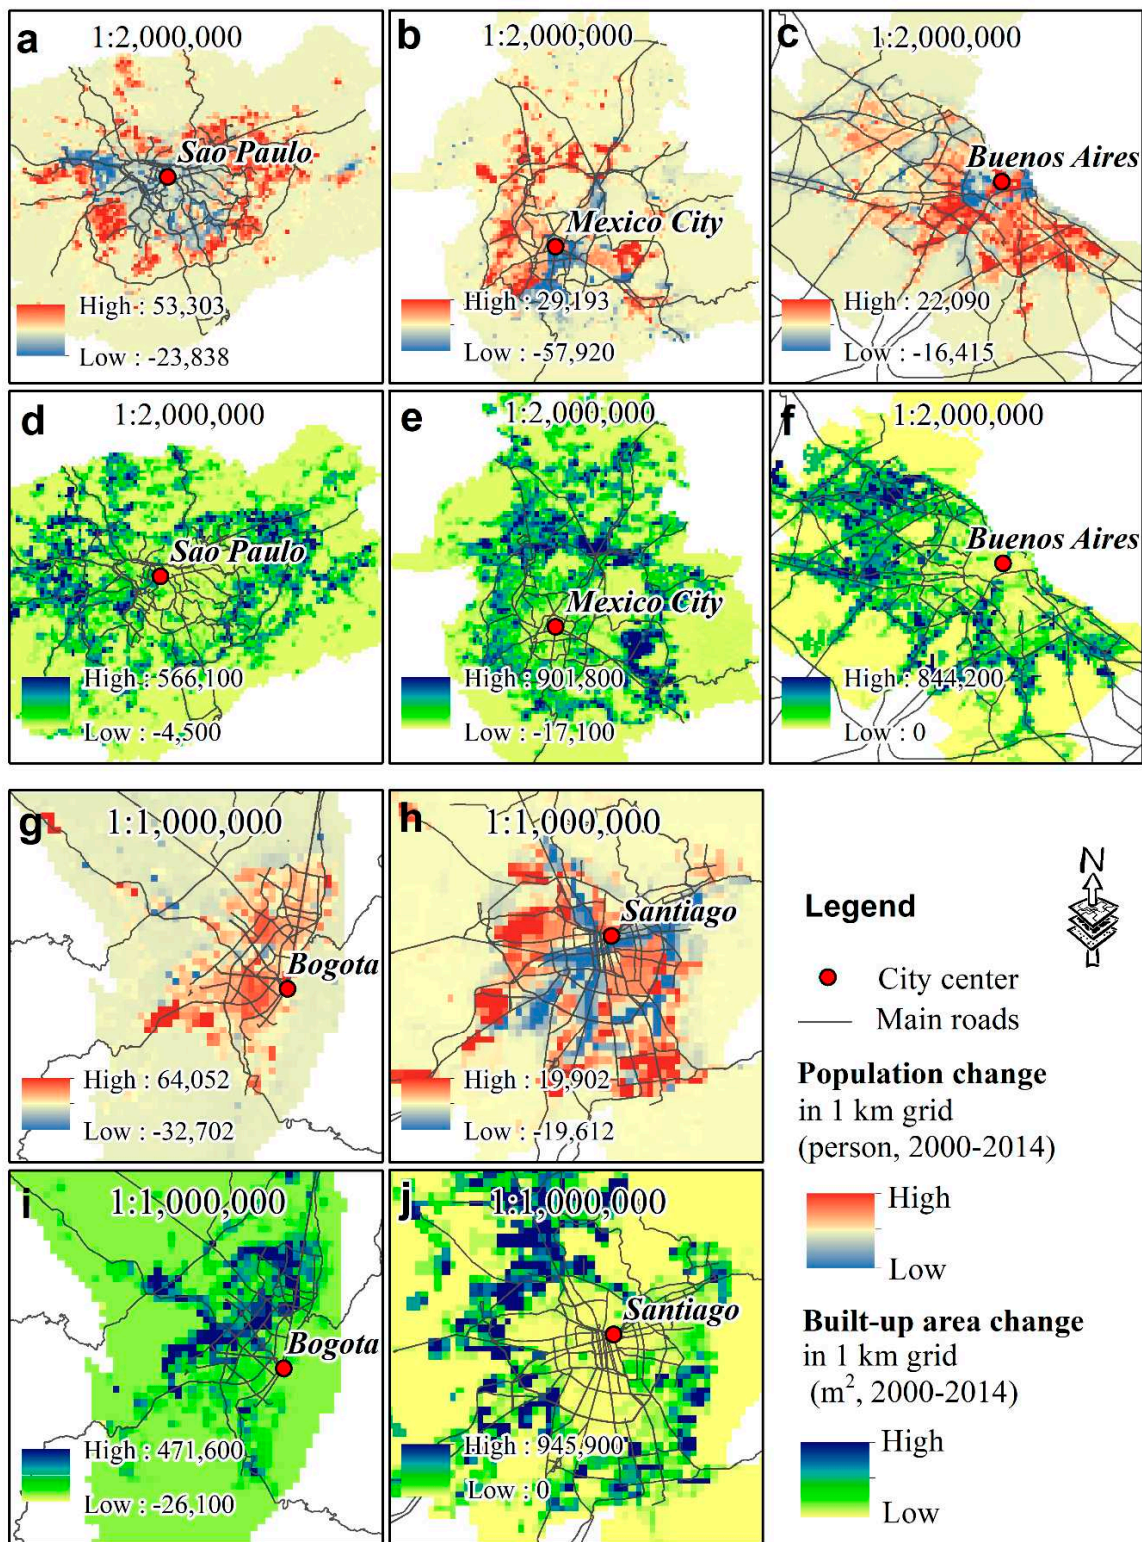 a
1:2,000,000
Sao Paulo
High : 53,303
Low : -23,838
b
1:2,000,000
Mexico City
High : 29,193
Low : -57,920
c
1:2,000,000
Buenos Aires
High : 22,090
Low : -16,415
d
1:2,000,000
Sao Paulo
High : 566,100
Low : -4,500
e
1:2,000,000
Mexico City
High : 901,800
Low : -17,100
f
1:2,000,000
Buenos Aires
High : 844,200
Low : 0
g
1:1,000,000
Bogota
High : 64,052
Low : -32,702
h
1:1,000,000
Santiago
High : 19,902
Low : -19,612
i
1:1,000,000
Bogota
High : 471,600
Low : -26,100
j
1:1,000,000
Santiago
High : 945,900
Low : 0
N
Legend
City center
Main roads
Population change
in 1 km grid
(person, 2000-2014)
High
Low
Built-up area change
in 1 km grid
(m², 2000-2014)
High
Low